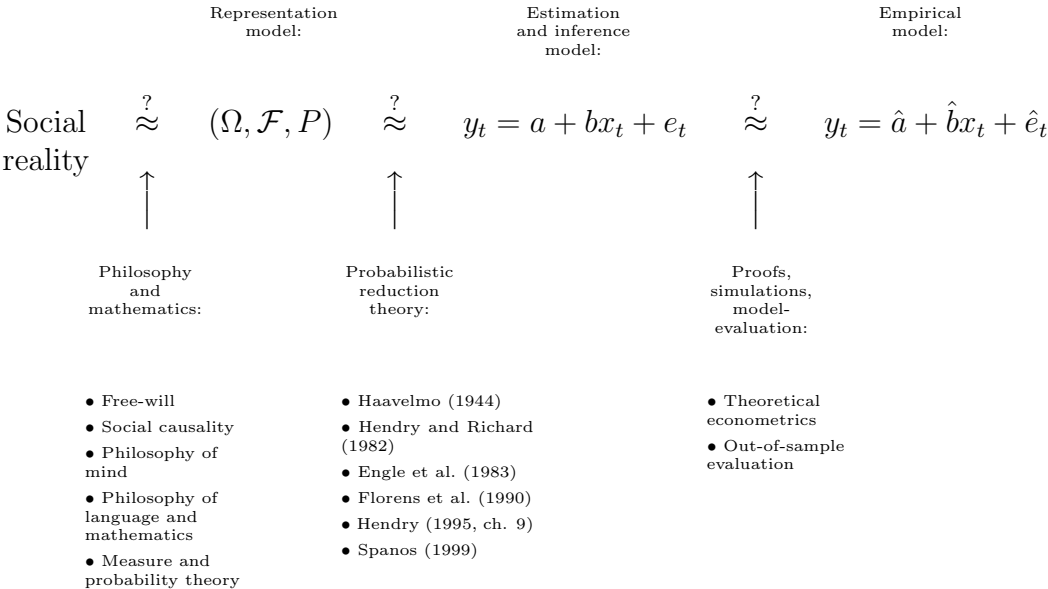 Representation
model:
Estimation
and inference
model:
Empirical
model:
Social
reality
?
≈
(Ω, ℱ, P)
?
≈
y_t = a + bx_t + e_t
?
≈
y_t = â + b̂x_t + ê_t
Philosophy
and
mathematics:
Probabilistic
reduction
theory:
Proofs,
simulations,
model-
evaluation:
• Free-will
• Social causality
• Philosophy of
mind
• Philosophy of
language and
mathematics
• Measure and
probability theory
• Haavelmo (1944)
• Hendry and Richard
(1982)
• Engle et al. (1983)
• Florens et al. (1990)
• Hendry (1995, ch. 9)
• Spanos (1999)
• Theoretical
econometrics
• Out-of-sample
evaluation